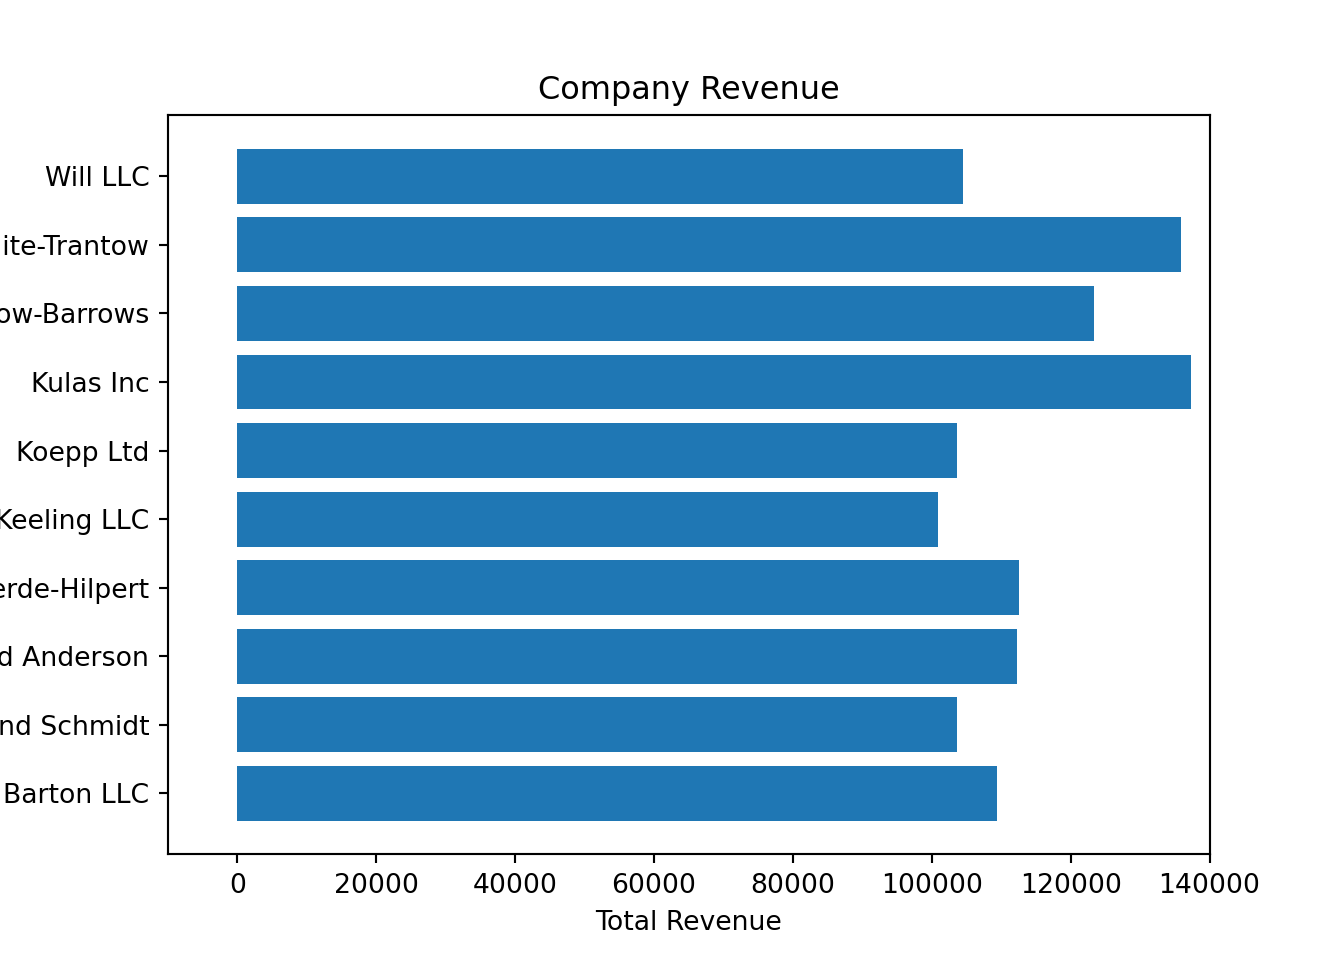 Company Revenue
Will LLC
ite-Trantow
ow-Barrows
Kulas Inc
Koepp Ltd
Keeling LLC
erde-Hilpert
d Anderson
nd Schmidt
Barton LLC
0 20000 40000 60000 80000 100000 120000 140000
Total Revenue